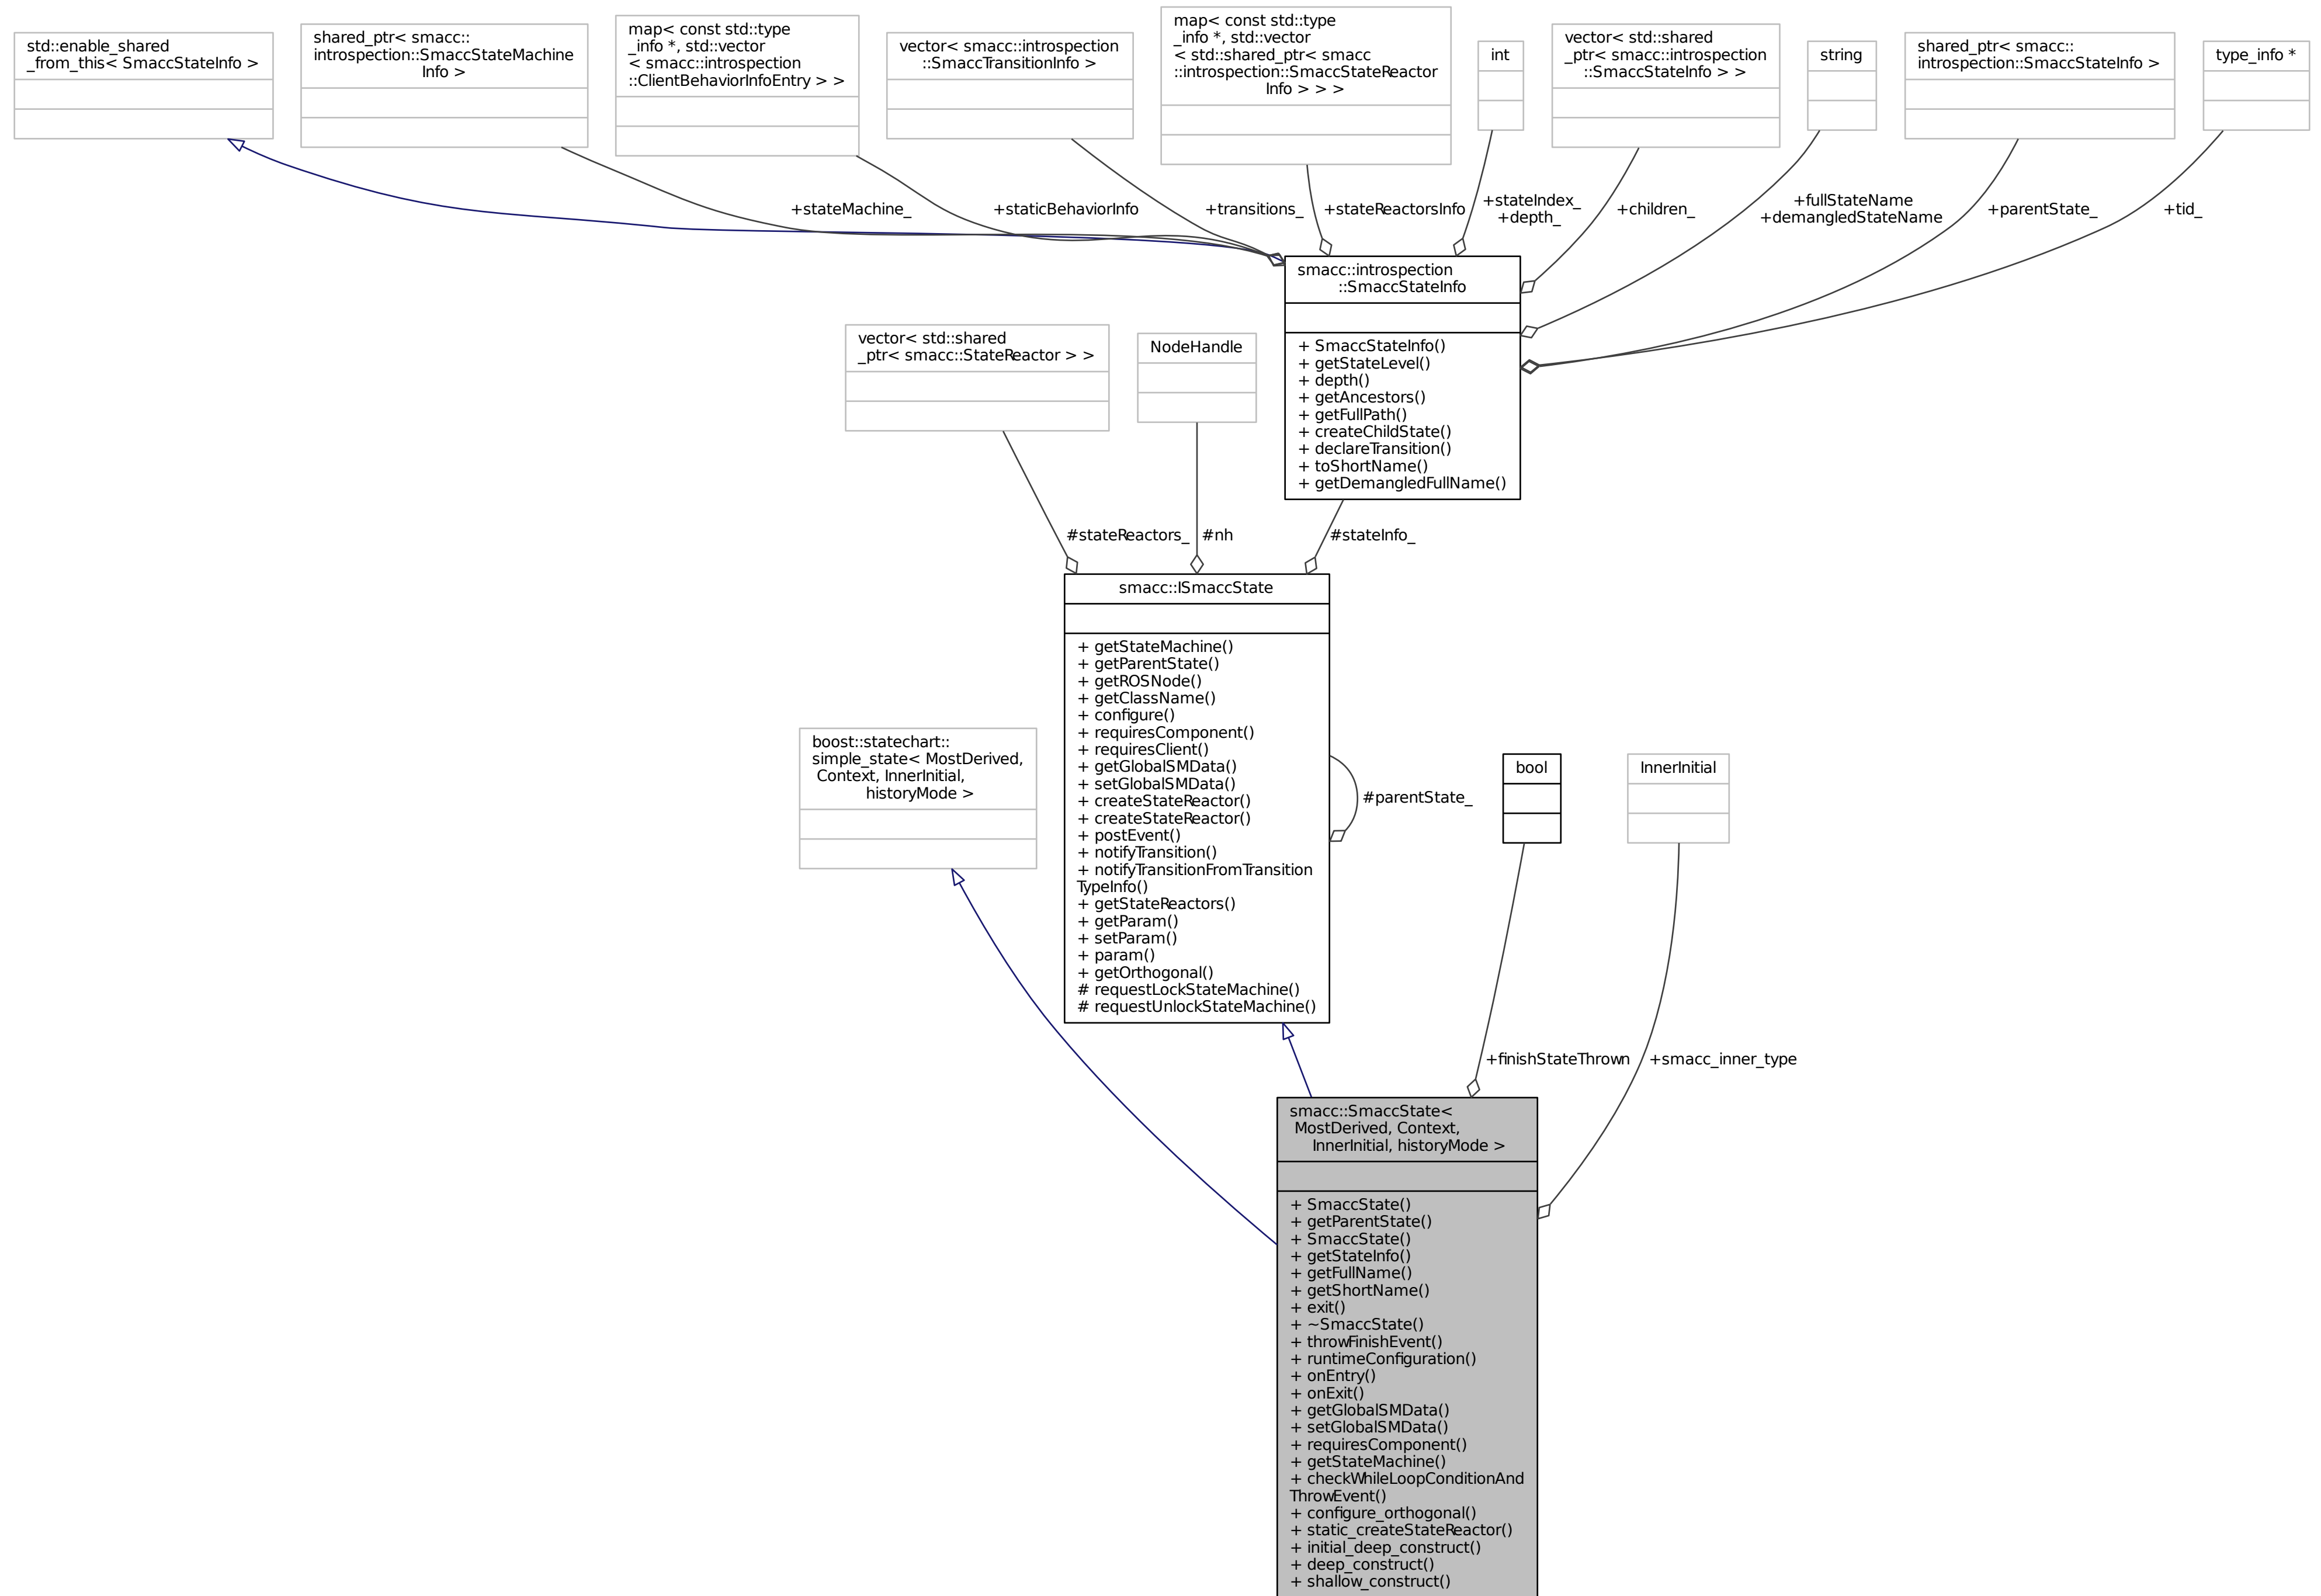 std::enable_shared
_from_this< SmaccStateInfo >
shared_ptr< smacc::
introspection::SmaccStateMachine
Info >
map< const std::type
_info *, std::vector
< smacc::introspection
::ClientBehaviorInfoEntry > >
vector< smacc::introspection
::SmaccTransitionInfo >
map< const std::type
_info *, std::vector
< std::shared_ptr< smacc
::introspection::SmaccStateReactor
Info > > >
int
vector< std::shared
_ptr< smacc::introspection
::SmaccStateInfo > >
string
shared_ptr< smacc::
introspection::SmaccStateInfo >
type_info *
+stateMachine_
+staticBehaviorInfo
+transitions_
+stateReactorsInfo
+stateIndex_
+depth_
+children_
+fullStateName
+demangledStateName
+parentState_
+tid_
smacc::introspection
::SmaccStateInfo
+ SmaccStateInfo()
+ getStateLevel()
+ depth()
+ getAncestors()
+ getFullPath()
+ createChildState()
+ declareTransition()
+ toShortName()
+ getDemangledFullName()
vector< std::shared
_ptr< smacc::StateReactor > >
NodeHandle
#stateReactors_
#nh
#stateInfo_
smacc::ISmaccState
+ getStateMachine()
+ getParentState()
+ getROSNode()
+ getClassName()
+ configure()
+ requiresComponent()
+ requiresClient()
+ getGlobalSMData()
+ setGlobalSMData()
+ createStateReactor()
+ createStateReactor()
+ postEvent()
+ notifyTransition()
+ notifyTransitionFromTransition
TypeInfo()
+ getStateReactors()
+ getParam()
+ setParam()
+ param()
+ getOrthogonal()
# requestLockStateMachine()
# requestUnlockStateMachine()
#parentState_
boost::statechart::
simple_state< MostDerived,
Context, InnerInitial,
historyMode >
bool
InnerInitial
+finishStateThrown
+smacc_inner_type
smacc::SmaccState<
MostDerived, Context,
InnerInitial, historyMode >
+ SmaccState()
+ getParentState()
+ SmaccState()
+ getStateInfo()
+ getFullName()
+ getShortName()
+ exit()
+ ~SmaccState()
+ throwFinishEvent()
+ runtimeConfiguration()
+ onEntry()
+ onExit()
+ getGlobalSMData()
+ setGlobalSMData()
+ requiresComponent()
+ getStateMachine()
+ checkWhileLoopConditionAnd
ThrowEvent()
+ configure_orthogonal()
+ static_createStateReactor()
+ initial_deep_construct()
+ deep_construct()
+ shallow_construct()